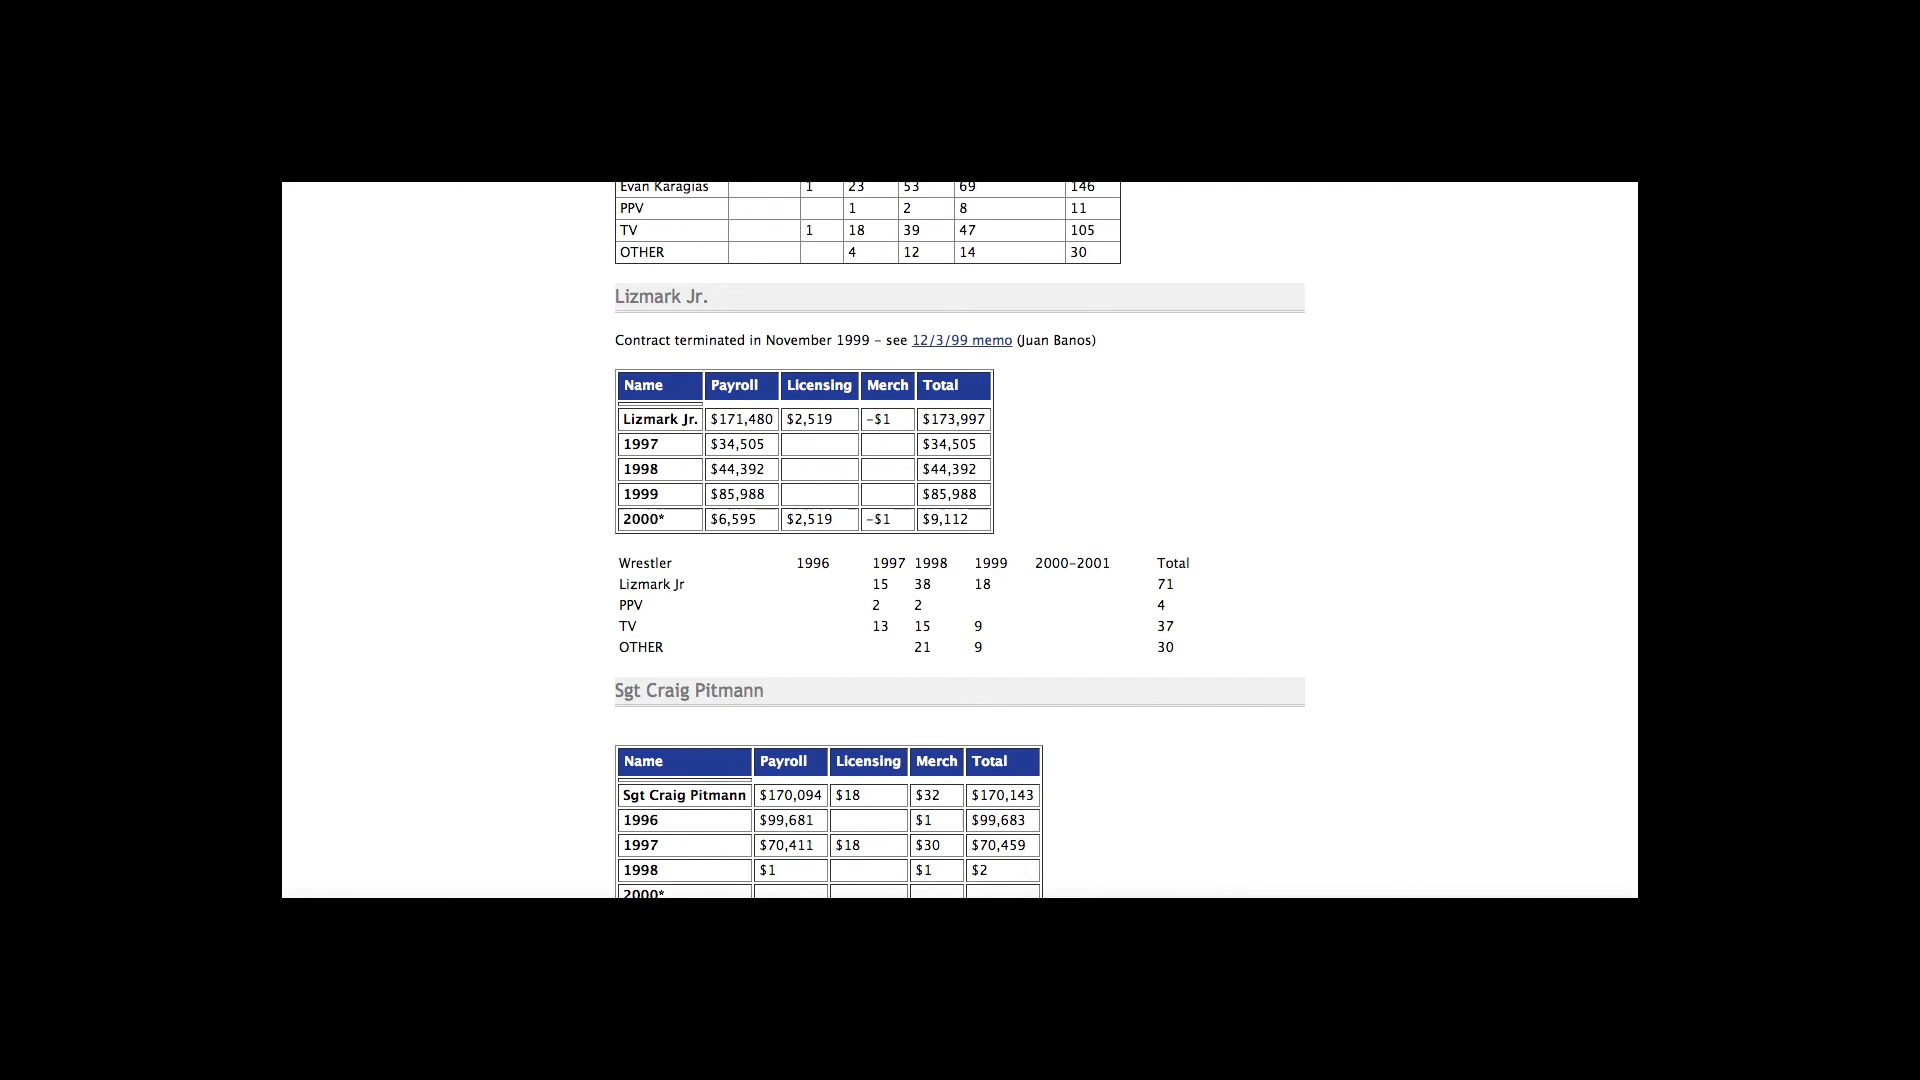 Evan Karagias 1 23 53 69 146
PPV 1 2 8 11
TV 1 18 39 47 105
OTHER 4 12 14 30
Lizmark Jr.
Contract terminated in November 1999 – see 12/3/99 memo (Juan Banos)
Name Payroll Licensing Merch Total
Lizmark Jr. $171,480 $2,519 -$1 $173,997
1997 $34,505 $34,505
1998 $44,392 $44,392
1999 $85,988 $85,988
2000* $6,595 $2,519 -$1 $9,112
Wrestler 1996 1997 1998 1999 2000-2001 Total
Lizmark Jr 15 38 18 71
PPV 2 2 4
TV 13 15 9 37
OTHER 21 9 30
Sgt Craig Pitmann
Name Payroll Licensing Merch Total
Sgt Craig Pitmann $170,094 $18 $32 $170,143
1996 $99,681 $1 $99,683
1997 $70,411 $18 $30 $70,459
1998 $1 $1 $2
2000*